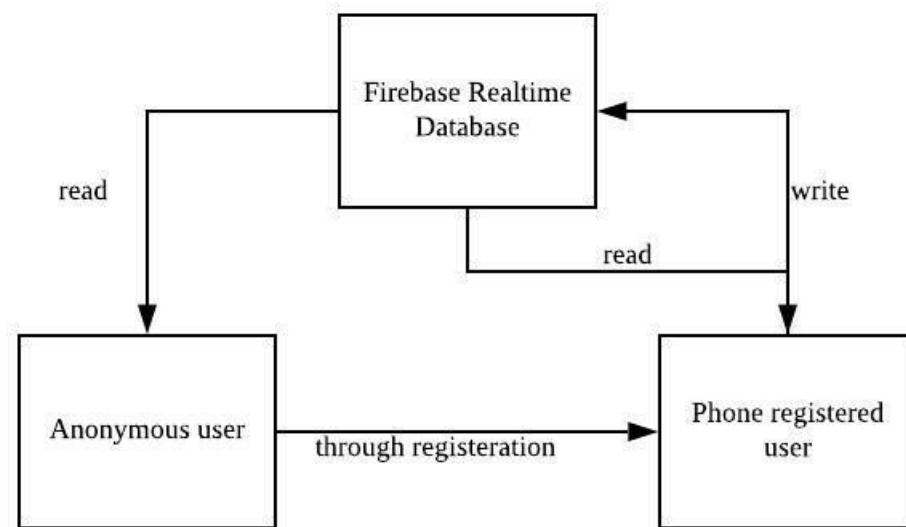 Firebase Realtime
Database
read
write
read
Anonymous user
through registeration
Phone registered
user